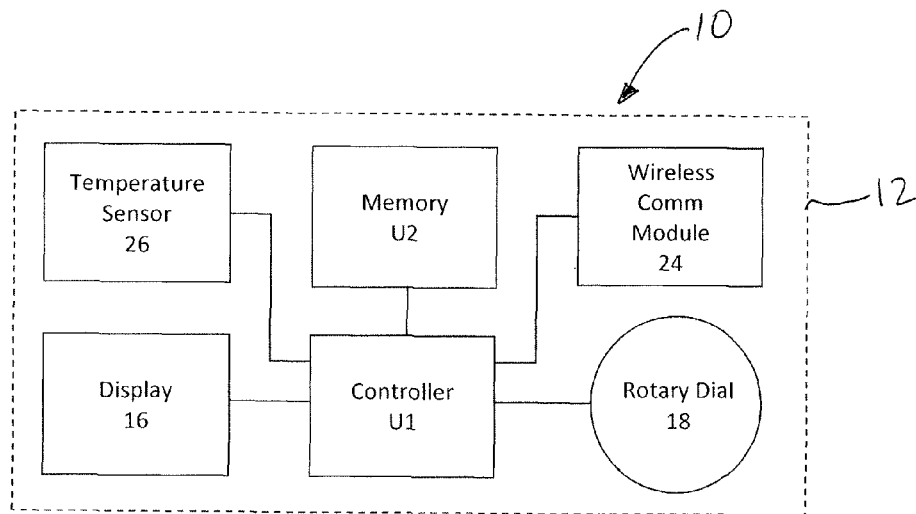 10
12
Temperature
Sensor
26
Memory
U2
Wireless
Comm
Module
24
Display
16
Controller
U1
Rotary Dial
18